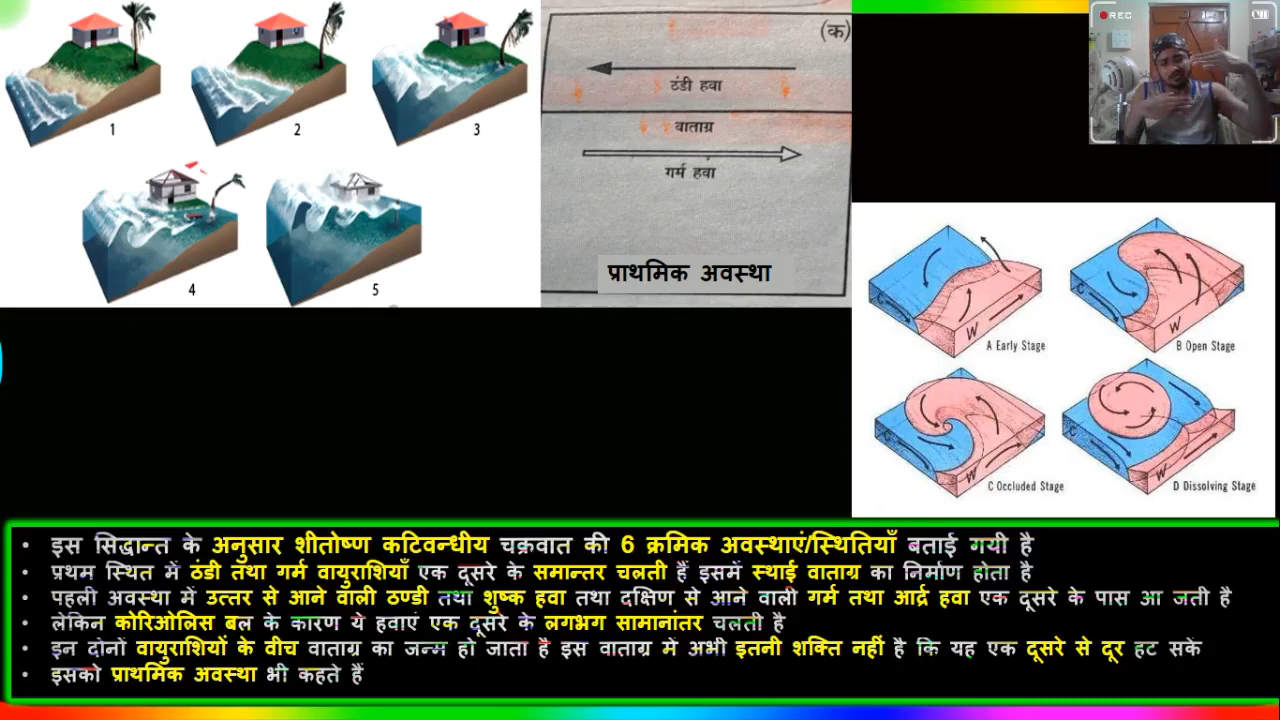 1
2
3
4
5
(क)
ठंडी हवा
वाताग्र
गर्म हवा
प्राथमिक अवस्था
REC
C
W
A Early Stage
C
W
B Open Stage
C
W
C Occluded Stage
C
W
D Dissolving Stage
• इस सिद्धान्त के अनुसार शीतोष्ण कटिवन्धीय चक्रवात की 6 क्रमिक अवस्थाएं/स्थितियाँ बताई गयी है
• प्रथम स्थित में ठंडी तथा गर्म वायुराशियाँ एक दूसरे के समान्तर चलती हैं इसमें स्थाई वाताग्र का निर्माण होता है
• पहली अवस्था में उत्तर से आने वाली ठण्डी तथा शुष्क हवा तथा दक्षिण से आने वाली गर्म तथा आर्द्र हवा एक दूसरे के पास आ जती है
• लेकिन कोरिओलिस बल के कारण ये हवाएं एक दूसरे के लगभग सामानांतर चलती है
• इन दोनों वायुराशियों के वीच वाताग्र का जन्म हो जाता है इस वाताग्र में अभी इतनी शक्ति नहीं है कि यह एक दूसरे से दूर हट सकें
• इसको प्राथमिक अवस्था भी कहते हैं